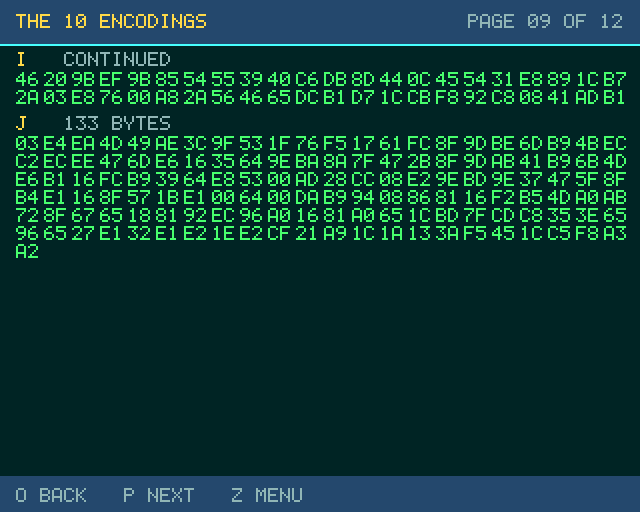 THE 10 ENCODINGS PAGE 09 OF 12
I CONTINUED
46 20 9B EF 9B 85 54 55 39 40 C6 DB 8D 44 0C 45 54 31 E8 89 1C B7
2A 03 E8 76 00 A8 2A 56 46 65 DC B1 D7 1C CB F8 92 C8 08 41 AD B1
J 133 BYTES
03 E4 EA 4D 49 AE 3C 9F 53 1F 76 F5 17 61 FC 8F 9D BE 6D B9 4B EC
C2 EC EE 47 6D E6 16 35 64 9E BA 8A 7F 47 2B 8F 9D AB 41 B9 6B 4D
E6 B1 16 FC B9 39 64 E8 53 00 AD 28 CC 08 E2 9E BD 9E 37 47 5F 8F
B4 E1 16 8F 57 1B E1 00 64 00 DA B9 94 08 86 81 16 F2 B5 4D A0 AB
72 8F 67 65 18 81 92 EC 96 A0 16 81 A0 65 1C BD 7F CD C8 35 3E 65
96 65 27 E1 32 E1 E2 1E E2 CF 21 A9 1C 1A 13 3A F5 45 1C C5 F8 A3
A2
O BACK P NEXT Z MENU